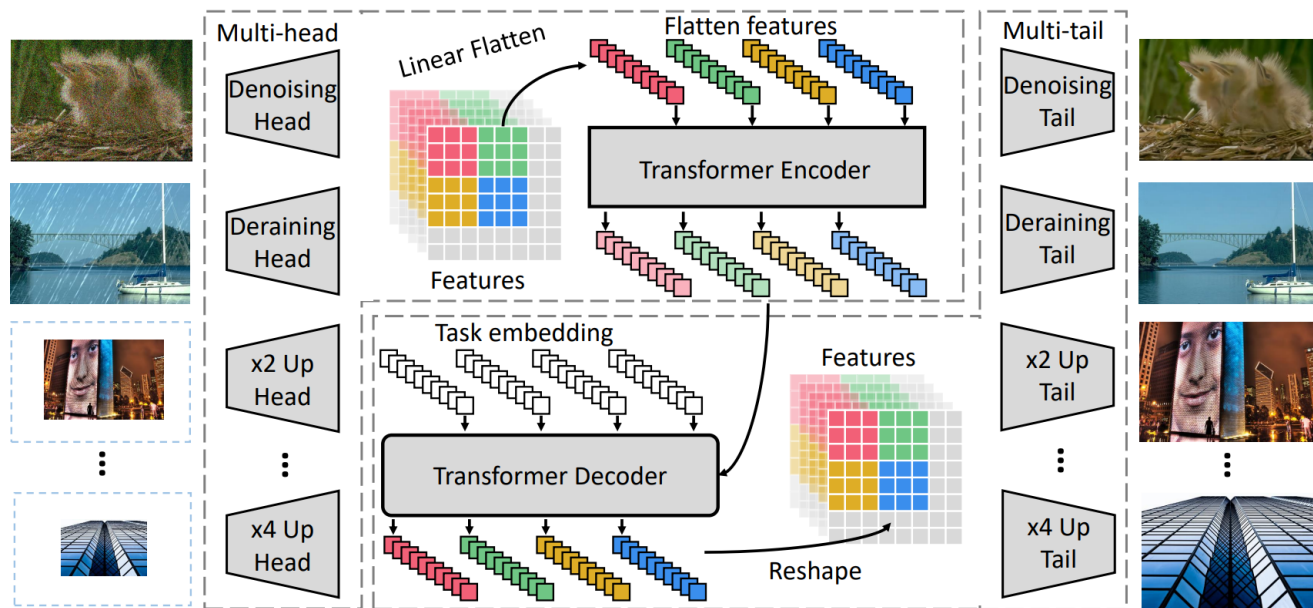 Multi-head
Denoising
Head
Deraining
Head
x2 Up
Head
x4 Up
Head
Linear Flatten
Flatten features
Features
Transformer Encoder
Task embedding
Transformer Decoder
Features
Reshape
Multi-tail
Denoising
Tail
Deraining
Tail
x2 Up
Tail
x4 Up
Tail